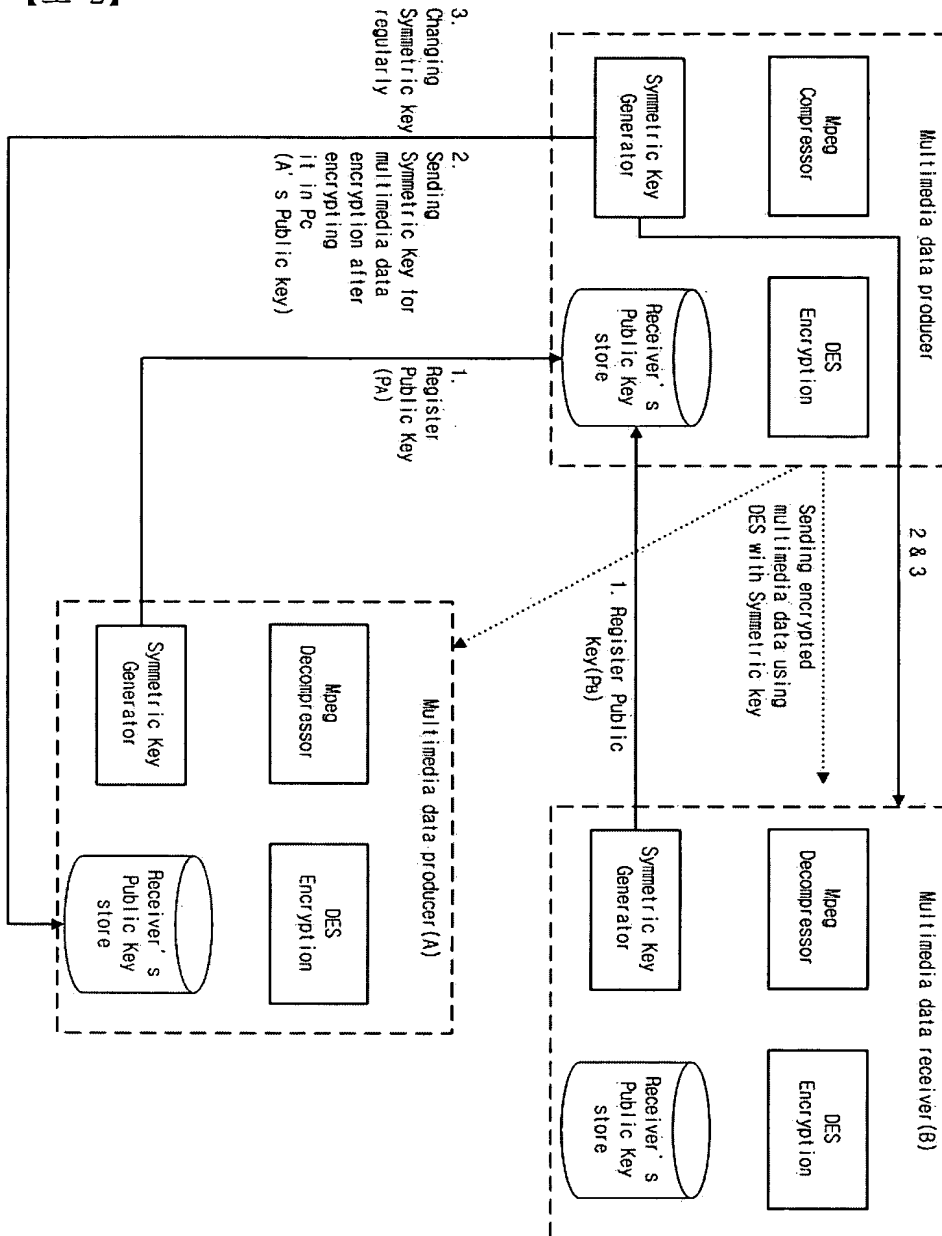 Multimedia data producer
Mpeg
Compressor
DES
Encryption
Symmetric Key
Generator
Receiver's
Public Key
store
2 & 3
Sending encrypted
multimedia data using
DES with Symmetric key
1. Register Public
Key(PB)
Multimedia data receiver(B)
Mpeg
Decompressor
DES
Encryption
Symmetric Key
Generator
Receiver's
Public Key
store
3.
Changing
Symmetric key
regularly
2.
Sending
Symmetric Key for
multimedia data
encryption after
encrypting
it in Pc
(A's Public key)
1.
Register
Public Key
(PA)
Multimedia data producer(A)
Mpeg
Decompressor
DES
Encryption
Symmetric Key
Generator
Receiver's
Public Key
store